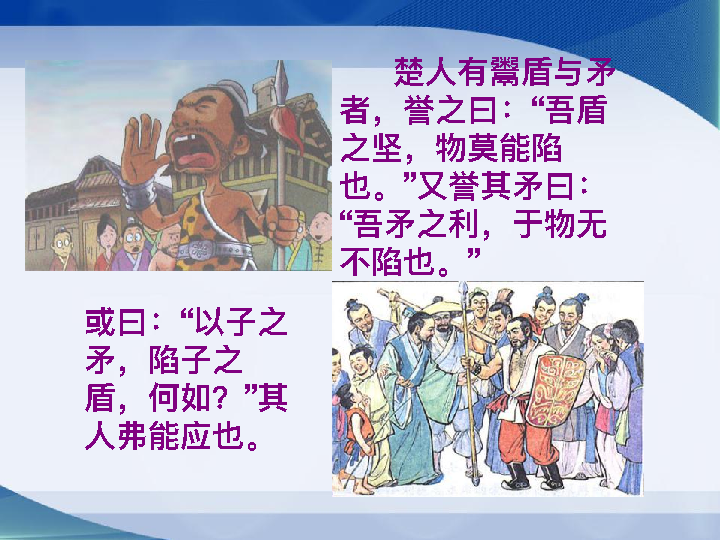 楚人有鬻盾与矛
者，誉之曰：“吾盾
之坚，物莫能陷
也。”又誉其矛曰：
“吾矛之利，于物无
不陷也。”
或曰：“以子之
矛，陷子之
盾，何如？”其
人弗能应也。